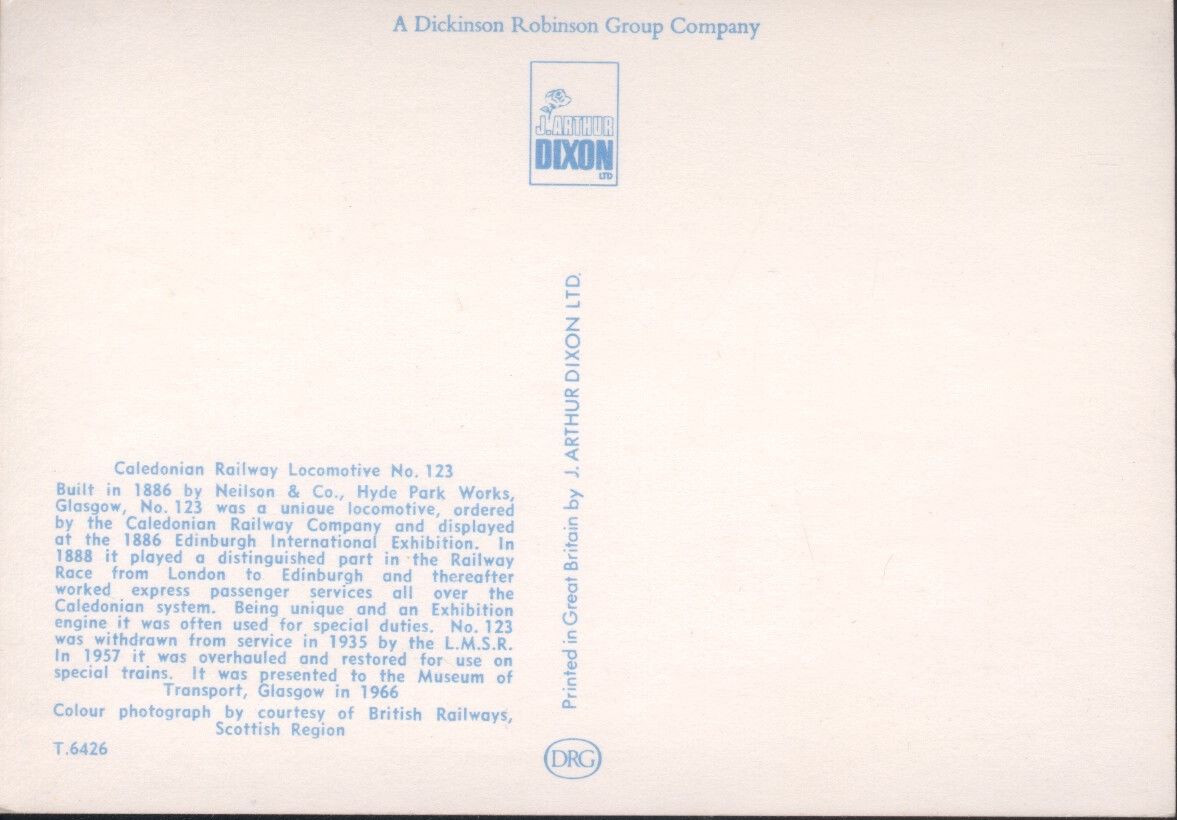 A Dickinson Robinson Group Company
J. ARTHUR
DIXON
LTD
Printed in Great Britain by J. ARTHUR DIXON LTD.
Caledonian Railway Locomotive No. 123
Built in 1886 by Neilson & Co., Hyde Park Works,
Glasgow, No. 123 was a unique locomotive, ordered
by the Caledonian Railway Company and displayed
at the 1886 Edinburgh International Exhibition. In
1888 it played a distinguished part in the Railway
Race from London to Edinburgh and thereafter
worked express passenger services all over the
Caledonian system. Being unique and an Exhibition
engine it was often used for special duties. No. 123
was withdrawn from service in 1935 by the L.M.S.R.
In 1957 it was overhauled and restored for use on
special trains. It was presented to the Museum of
Transport, Glasgow in 1966
Colour photograph by courtesy of British Railways,
Scottish Region
T.6426
DRG